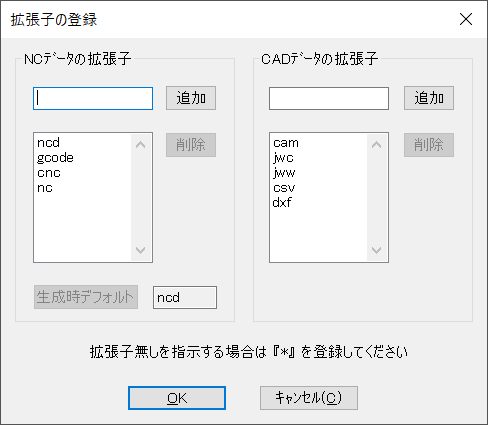 拡張子の登録
NCﾃﾞｰﾀの拡張子
追加
ncd
gcode
cnc
nc
削除
生成時デフォルト
ncd
CADﾃﾞｰﾀの拡張子
追加
cam
jwc
jww
csv
dxf
削除
拡張子無しを指示する場合は『*』を登録してください
OK
ｷｬﾝｾﾙ(C)